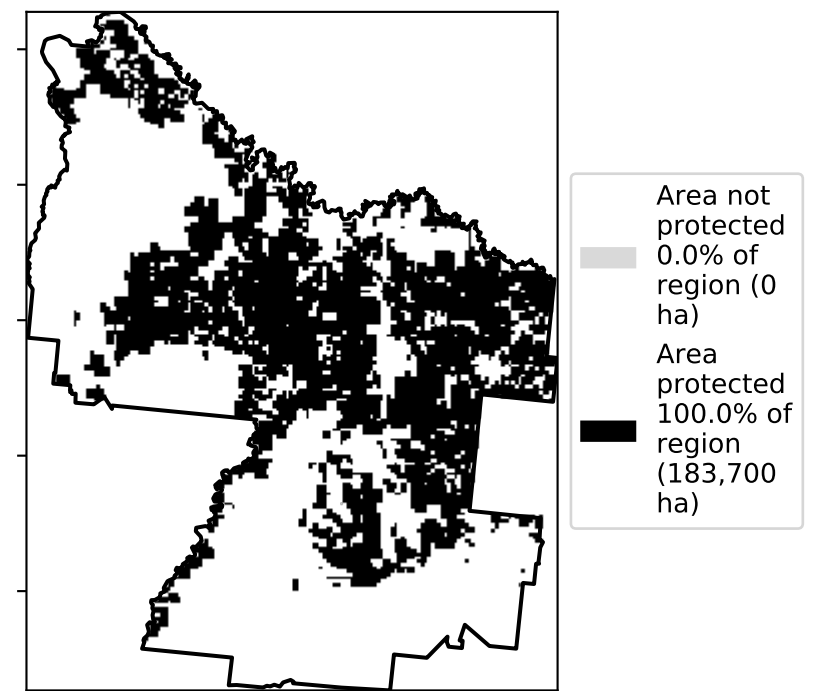 Area not
protected
0.0% of
region (0
ha)
Area
protected
100.0% of
region
(183,700
ha)